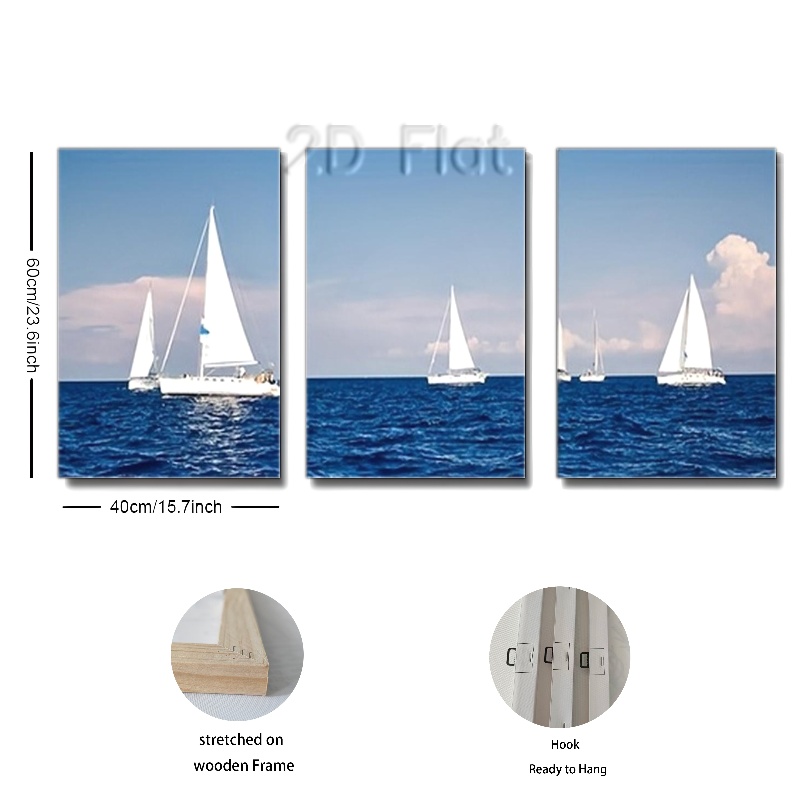 2D Flat
60cm/23.6inch
40cm/15.7inch
stretched on
wooden Frame
Hook
Ready to Hang